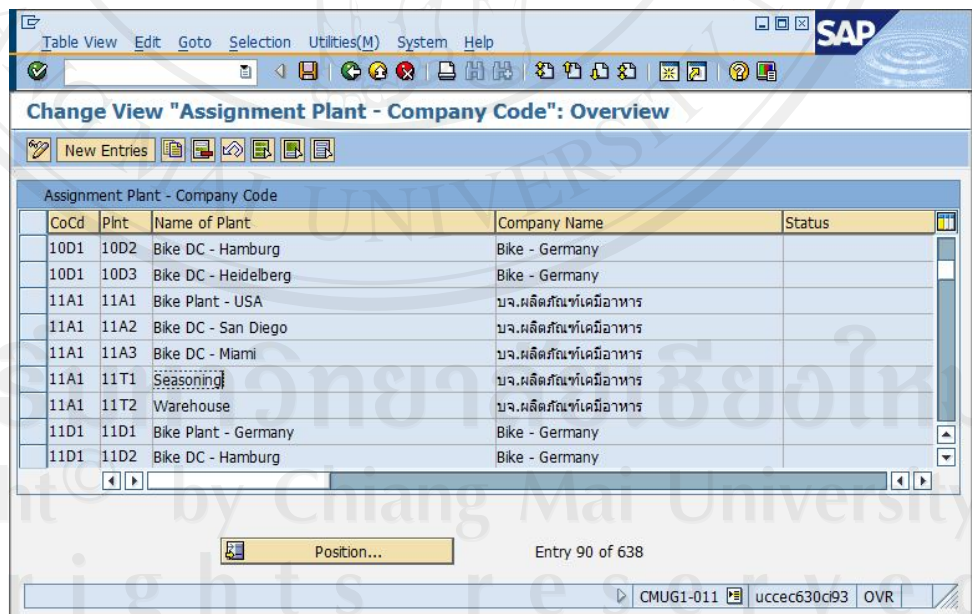 Table View Edit Goto Selection Utilities(M) System Help
SAP
Change View "Assignment Plant - Company Code": Overview
New Entries
Assignment Plant - Company Code
CoCd Plnt Name of Plant Company Name Status
10D1 10D2 Bike DC - Hamburg Bike - Germany
10D1 10D3 Bike DC - Heidelberg Bike - Germany
11A1 11A1 Bike Plant - USA บจ.ผลิตภัณฑ์เคมีอาหาร
11A1 11A2 Bike DC - San Diego บจ.ผลิตภัณฑ์เคมีอาหาร
11A1 11A3 Bike DC - Miami บจ.ผลิตภัณฑ์เคมีอาหาร
11A1 11T1 Seasoning บจ.ผลิตภัณฑ์เคมีอาหาร
11A1 11T2 Warehouse บจ.ผลิตภัณฑ์เคมีอาหาร
11D1 11D1 Bike Plant - Germany Bike - Germany
11D1 11D2 Bike DC - Hamburg Bike - Germany
by Chiang Mai University
Position... Entry 90 of 638
rights reserve
CMUG1-011 uccec630ci93 OVR